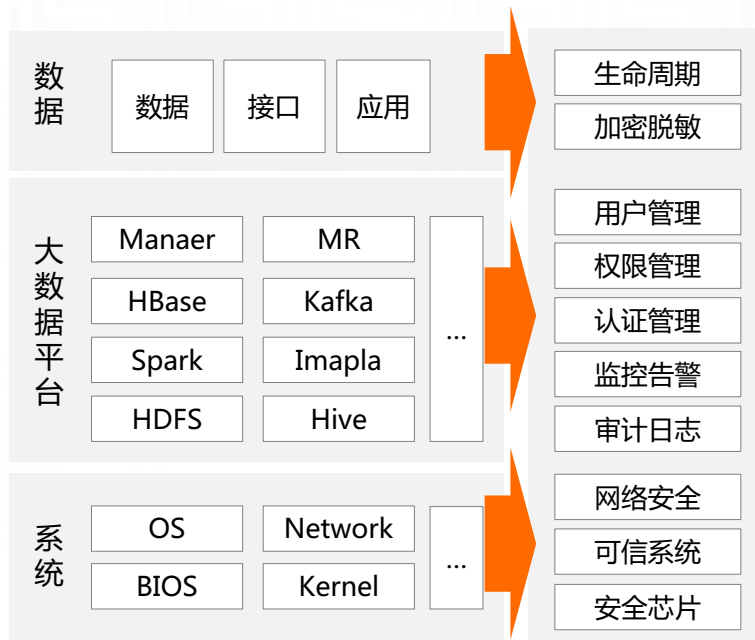 数据
数据
接口
应用
生命周期
加密脱敏
大数据平台
Manaer
MR
HBase
Kafka
Spark
Imapla
HDFS
Hive
...
用户管理
权限管理
认证管理
监控告警
审计日志
系统
OS
Network
BIOS
Kernel
...
网络安全
可信系统
安全芯片